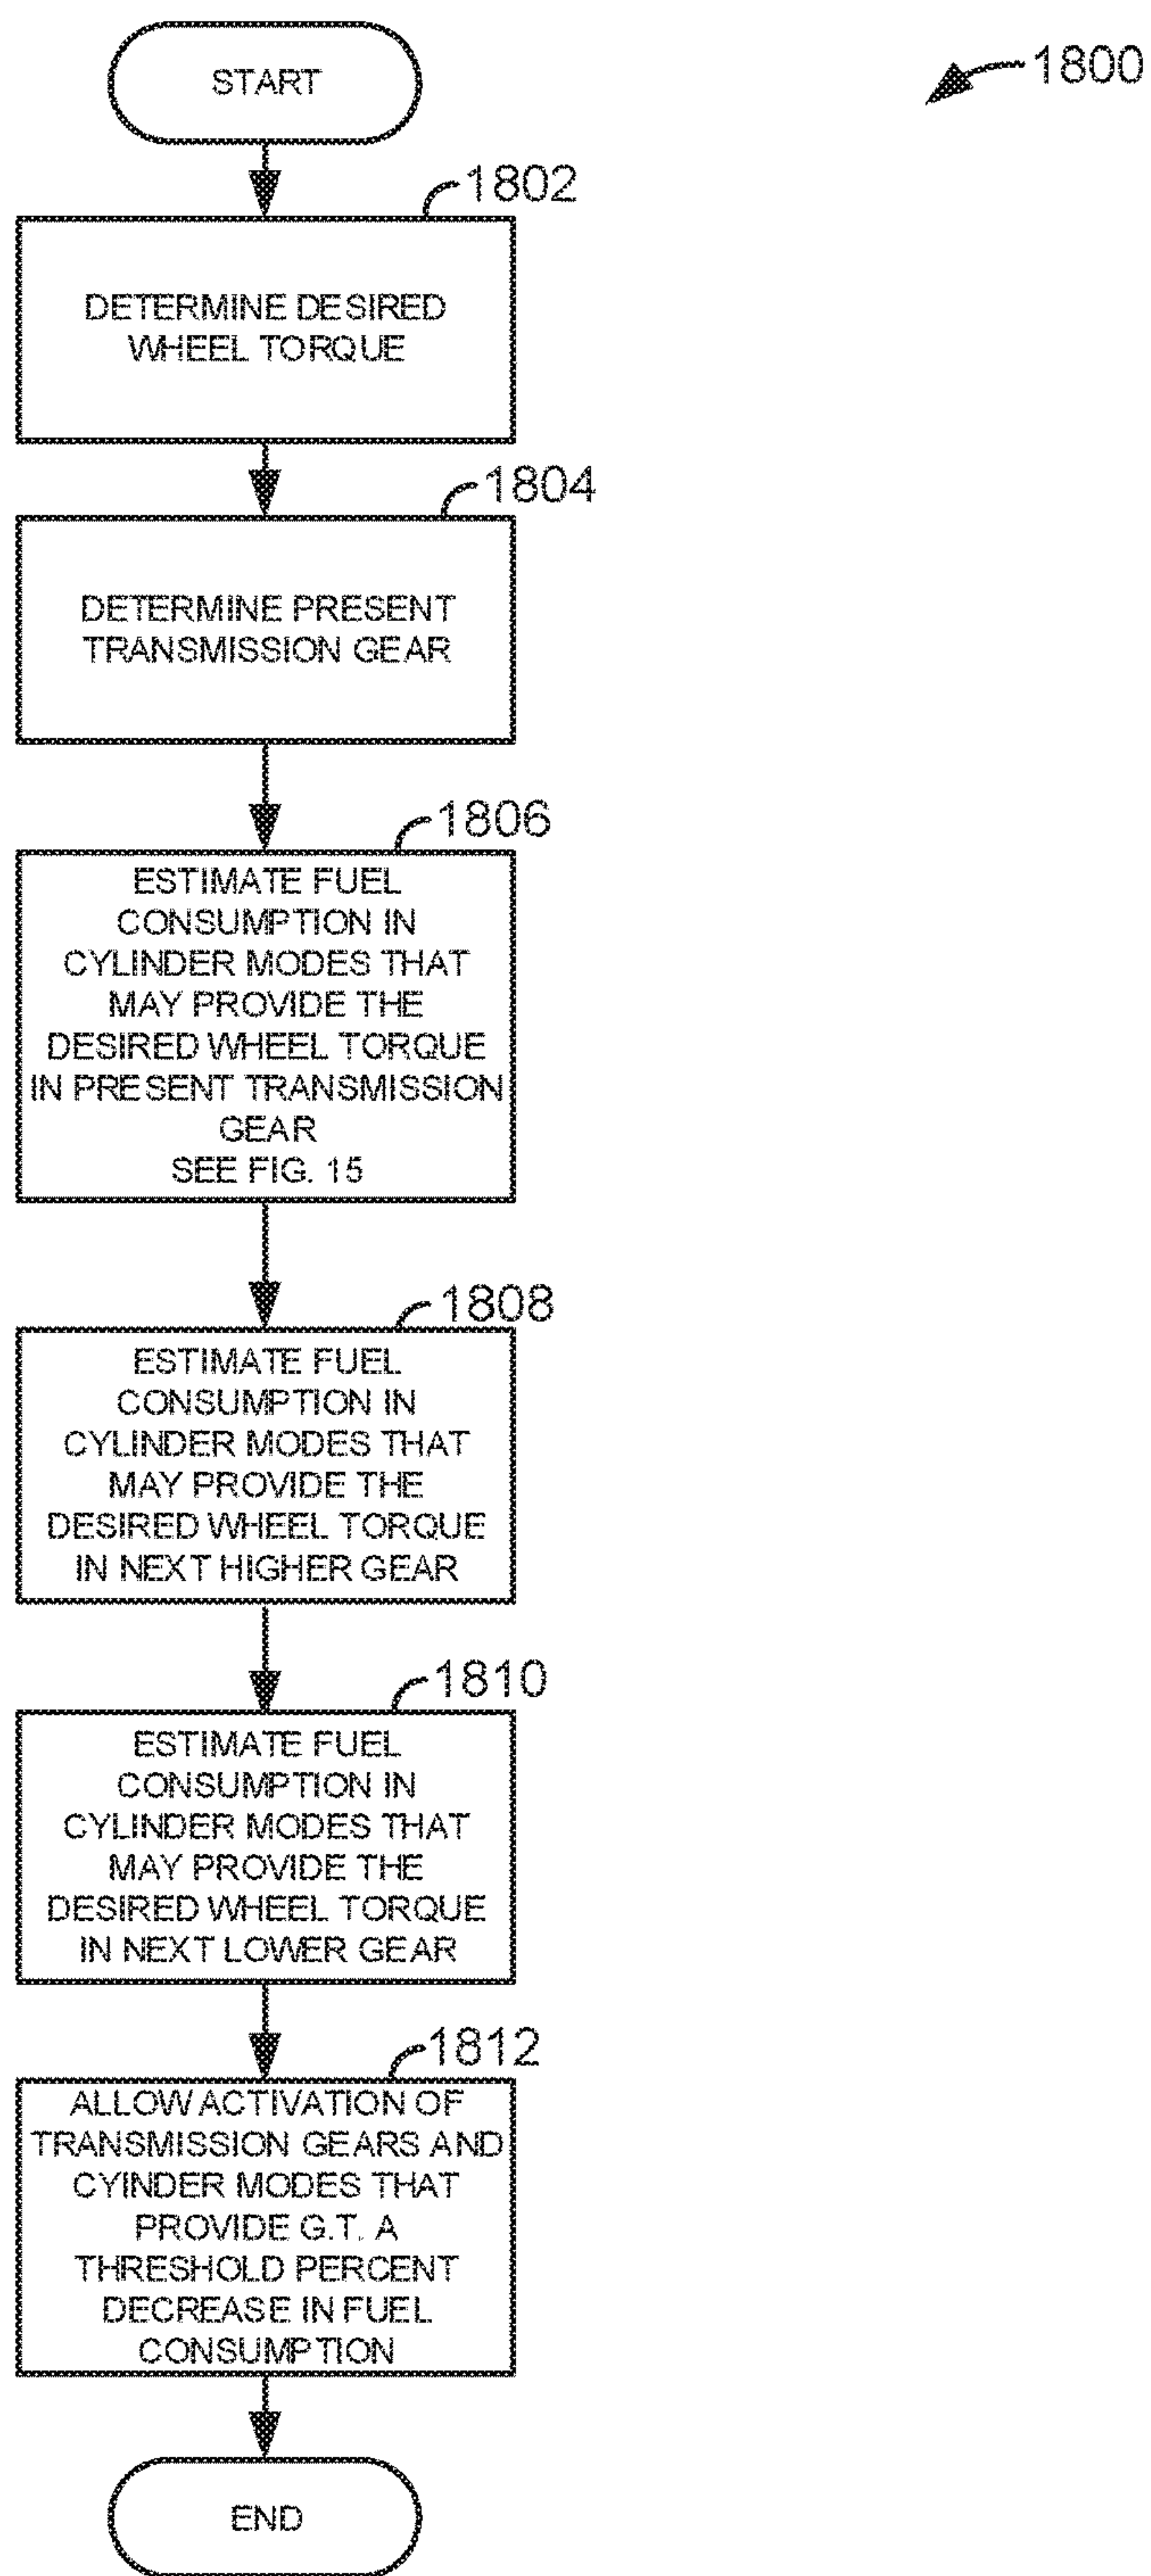 START
1800
1802
DETERMINE DESIRED
WHEEL TORQUE
1804
DETERMINE PRESENT
TRANSMISSION GEAR
1806
ESTIMATE FUEL
CONSUMPTION IN
CYLINDER MODES THAT
MAY PROVIDE THE
DESIRED WHEEL TORQUE
IN PRESENT TRANSMISSION
GEAR
SEE FIG. 15
1808
ESTIMATE FUEL
CONSUMPTION IN
CYLINDER MODES THAT
MAY PROVIDE THE
DESIRED WHEEL TORQUE
IN NEXT HIGHER GEAR
1810
ESTIMATE FUEL
CONSUMPTION IN
CYLINDER MODES THAT
MAY PROVIDE THE
DESIRED WHEEL TORQUE
IN NEXT LOWER GEAR
1812
ALLOW ACTIVATION OF
TRANSMISSION GEARS AND
CYINDER MODES THAT
PROVIDE G.T. A
THRESHOLD PERCENT
DECREASE IN FUEL
CONSUMPTION
END